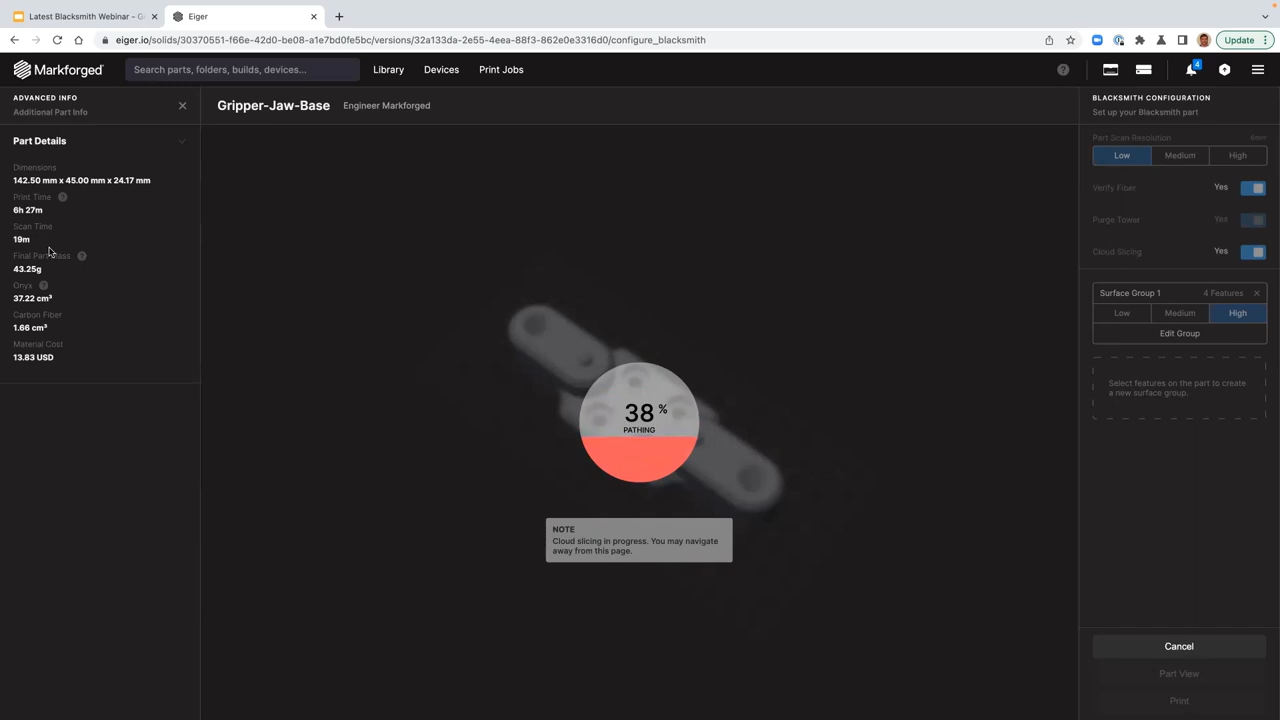 Latest Blacksmith Webinar - G
Eiger
eiger.io/solids/30370551-f66e-42d0-be08-a1e7bd0fe5bc/versions/32a133da-2e55-4eea-88f3-862e0e3316d0/configure_blacksmith
Update
Markforged
Search parts, folders, builds, devices...
Library
Devices
Print Jobs
4
ADVANCED INFO
Additional Part Info
Part Details
Dimensions
142.50 mm x 45.00 mm x 24.17 mm
Print Time
6h 27m
Scan Time
19m
Final Part Mass
43.25g
Onyx
37.22 cm³
Carbon Fiber
1.66 cm³
Material Cost
13.83 USD
Gripper-Jaw-Base
Engineer Markforged
38 %
PATHING
NOTE
Cloud slicing in progress. You may navigate
away from this page.
BLACKSMITH CONFIGURATION
Set up your Blacksmith part
Part Scan Resolution
Low Medium High
Verify Fiber Yes
Purge Tower Yes
Cloud Slicing Yes
Surface Group 1 4 Features
Low Medium High
Edit Group
Select features on the part to create
a new surface group.
Cancel
Part View
Print